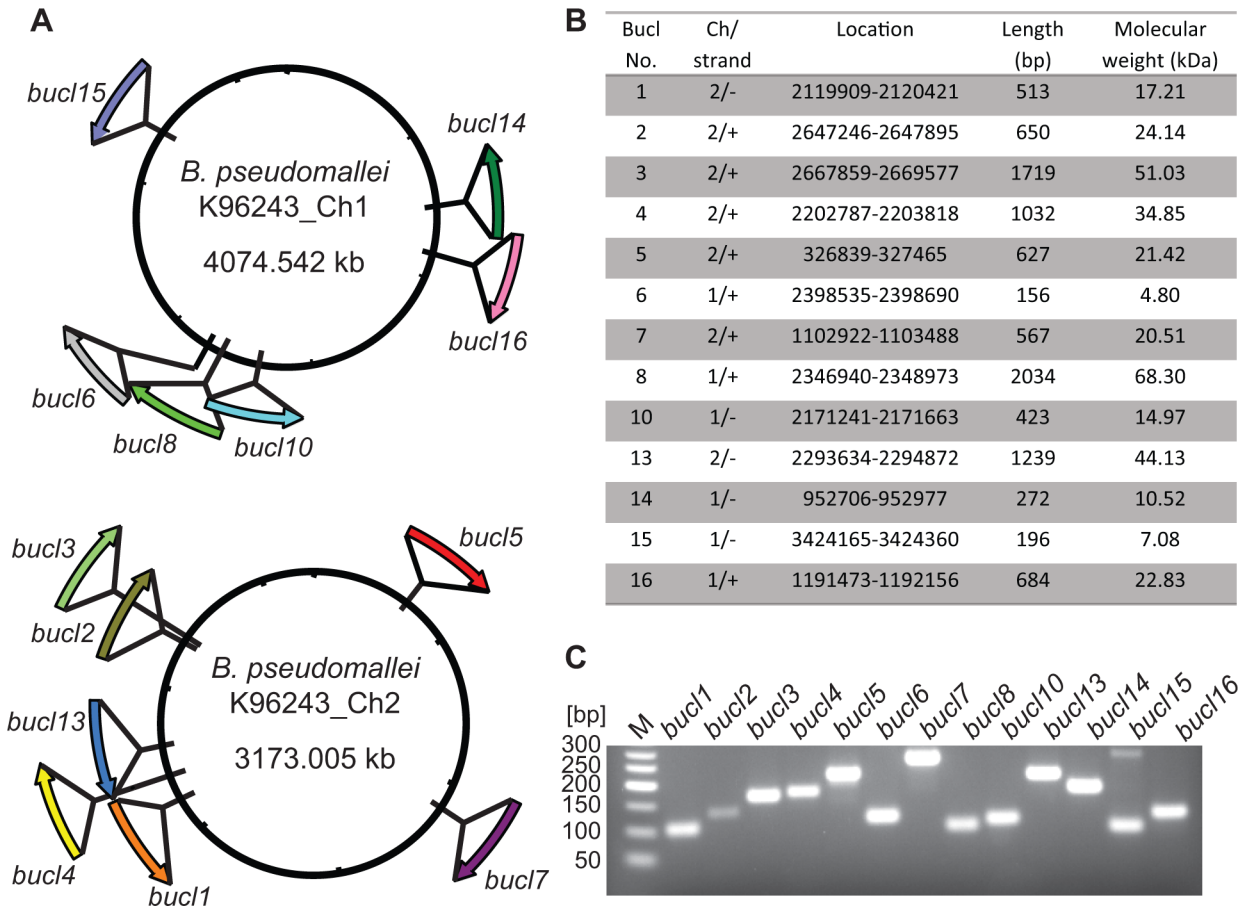 A
bucl15
bucl14
B. pseudomallei
K96243_Ch1
4074.542 kb
bucl16
bucl6
bucl8
bucl10
bucl3
bucl5
bucl2
B. pseudomallei
K96243_Ch2
bucl13
3173.005 kb
bucl4
bucl1
bucl7
B
Bucl No. Ch/ strand Location Length (bp) Molecular weight (kDa)
1 2/- 2119909-2120421 513 17.21
2 2/+ 2647246-2647895 650 24.14
3 2/+ 2667859-2669577 1719 51.03
4 2/+ 2202787-2203818 1032 34.85
5 2/+ 326839-327465 627 21.42
6 1/+ 2398535-2398690 156 4.80
7 2/+ 1102922-1103488 567 20.51
8 1/+ 2346940-2348973 2034 68.30
10 1/- 2171241-2171663 423 14.97
13 2/- 2293634-2294872 1239 44.13
14 1/- 952706-952977 272 10.52
15 1/- 3424165-3424360 196 7.08
16 1/+ 1191473-1192156 684 22.83
C
[bp] M bucl1 bucl2 bucl3 bucl4 bucl5 bucl6 bucl7 bucl8 bucl10 bucl13 bucl14 bucl15 bucl16
300
250
200
150
100
50